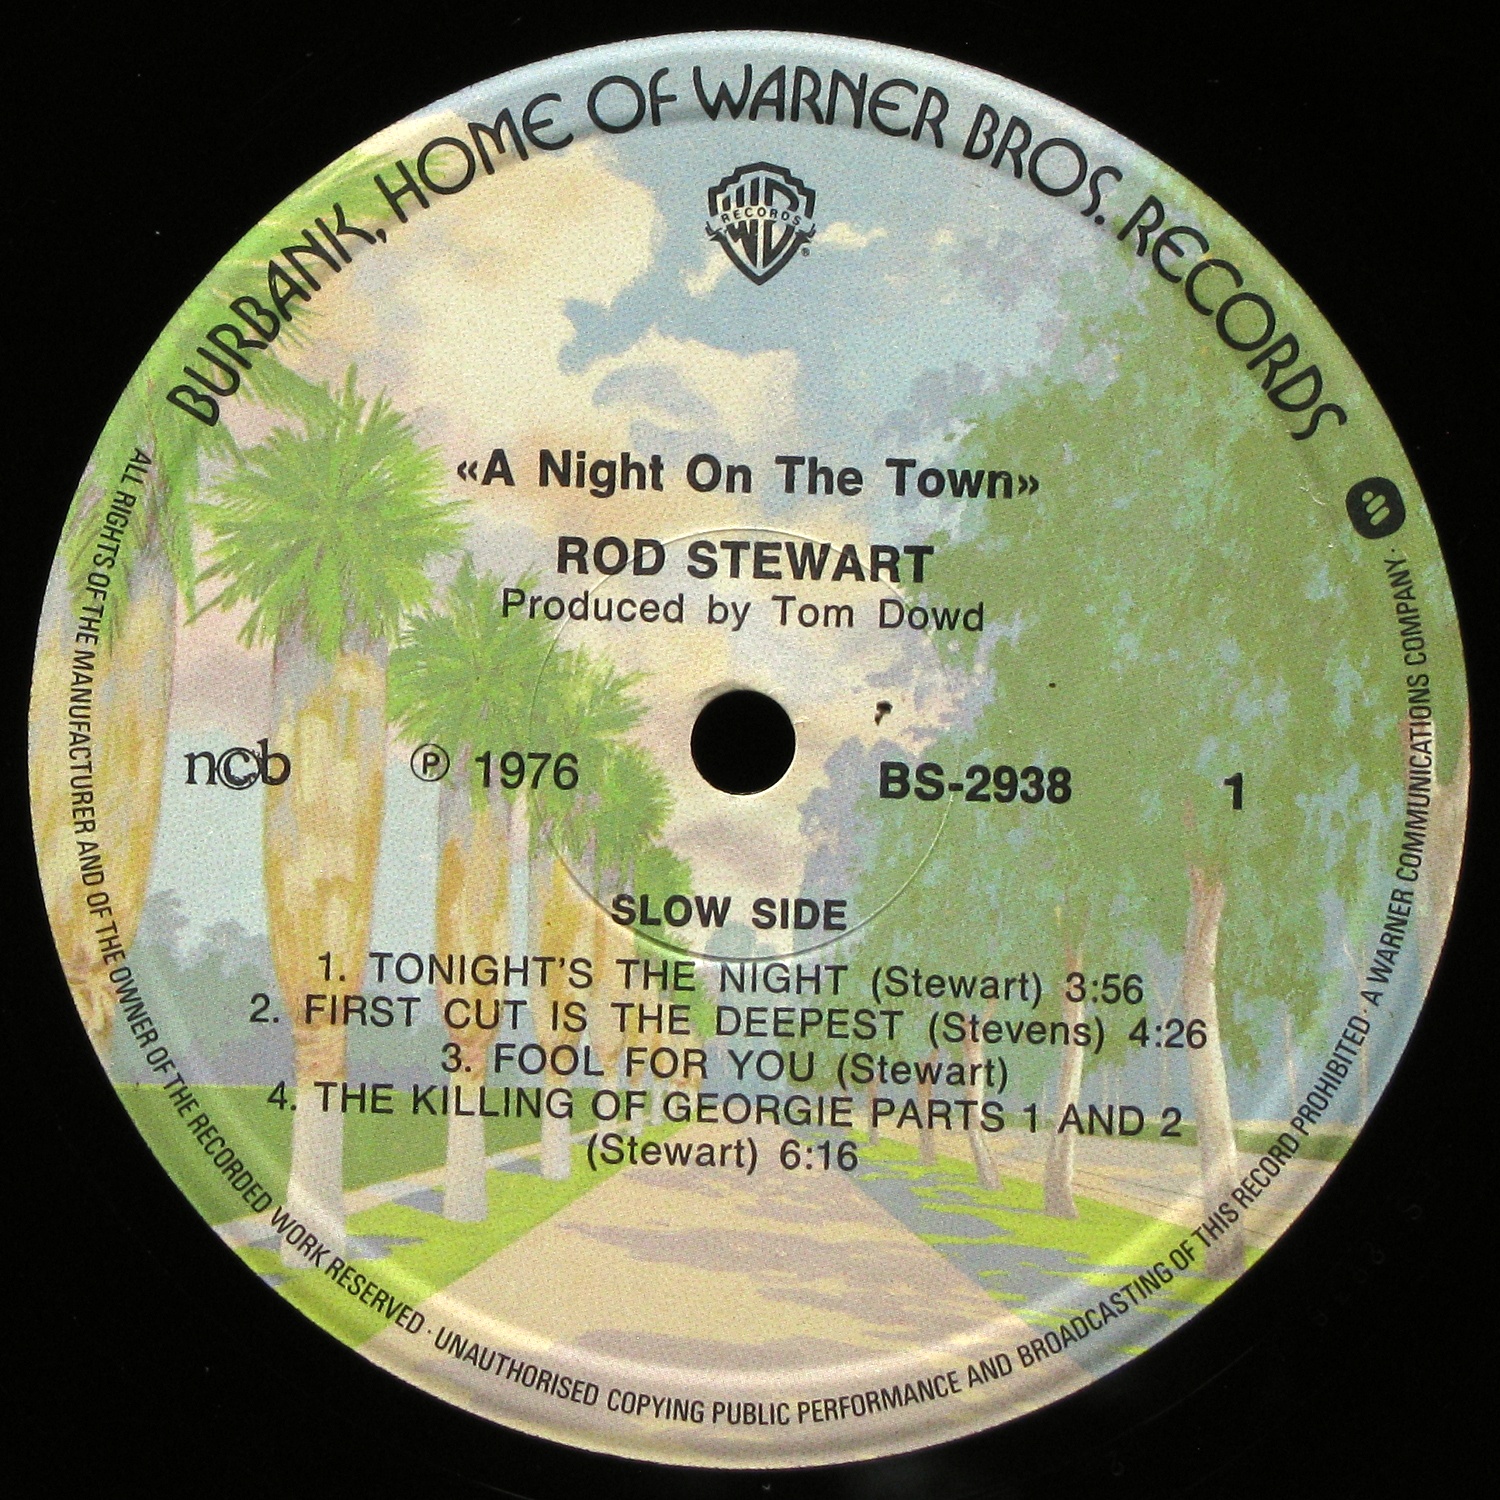 BURBANK, HOME OF WARNER BROS. RECORDS
WB
RECORDS
®
«A Night On The Town»
ROD STEWART
Produced by Tom Dowd
ncb ℗ 1976 BS-2938 1
SLOW SIDE
1. TONIGHT'S THE NIGHT (Stewart) 3:56
2. FIRST CUT IS THE DEEPEST (Stevens) 4:26
3. FOOL FOR YOU (Stewart)
4. THE KILLING OF GEORGIE PARTS 1 AND 2
(Stewart) 6:16
ALL RIGHTS OF THE MANUFACTURER AND OF THE OWNER OF THE RECORDED WORK RESERVED · UNAUTHORISED COPYING PUBLIC PERFORMANCE AND BROADCASTING OF THIS RECORD PROHIBITED · A WARNER COMMUNICATIONS COMPANY ·